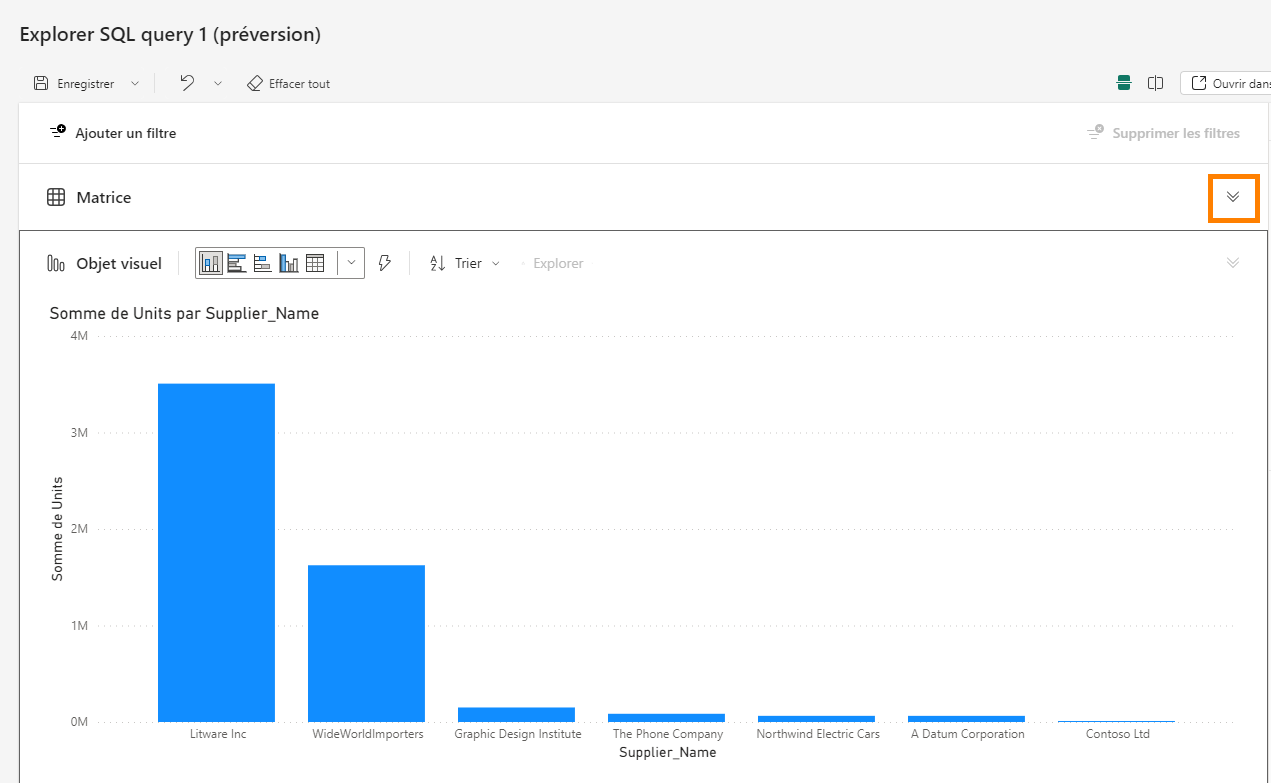 Explorer SQL query 1 (préversion)
Enregistrer
Effacer tout
Ouvrir dans
Ajouter un filtre
Supprimer les filtres
Matrice
Objet visuel
Trier
Explorer
Somme de Units par Supplier_Name
4M
3M
2M
1M
0M
Somme de Units
Litware Inc
WideWorldImporters
Graphic Design Institute
The Phone Company
Northwind Electric Cars
A Datum Corporation
Contoso Ltd
Supplier_Name